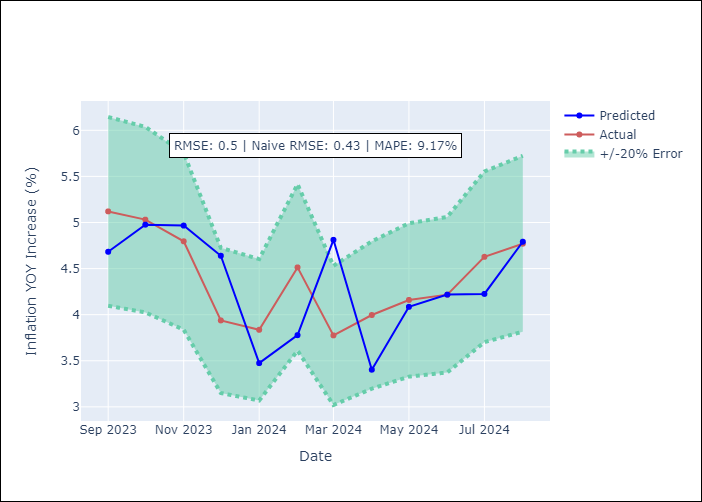 RMSE: 0.5 | Naive RMSE: 0.43 | MAPE: 9.17%
Predicted
Actual
+/-20% Error
Inflation YOY Increase (%)
6
5.5
5
4.5
4
3.5
3
Sep 2023
Nov 2023
Jan 2024
Mar 2024
May 2024
Jul 2024
Date